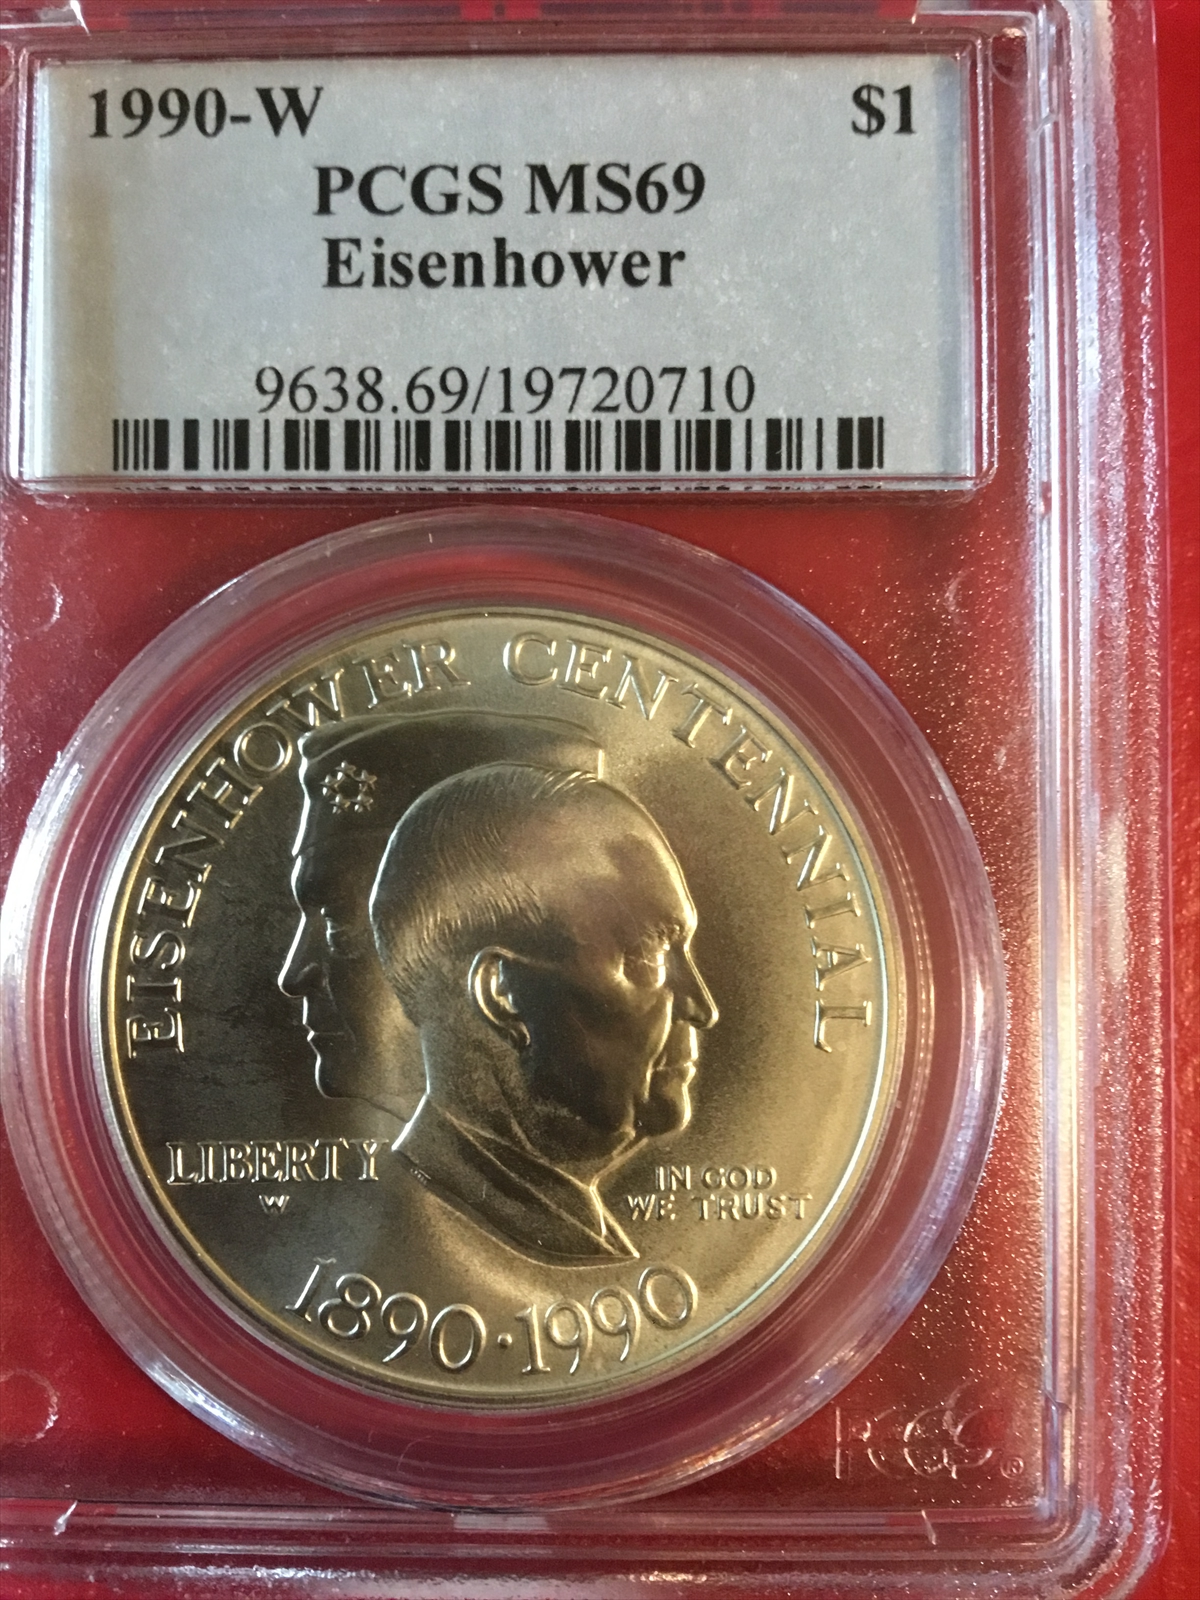 1990-W $1
PCGS MS69
Eisenhower
9638.69/19720710
EISENHOWER CENTENNIAL
LIBERTY
W
IN GOD
WE TRUST
1890·1990
PCGS®